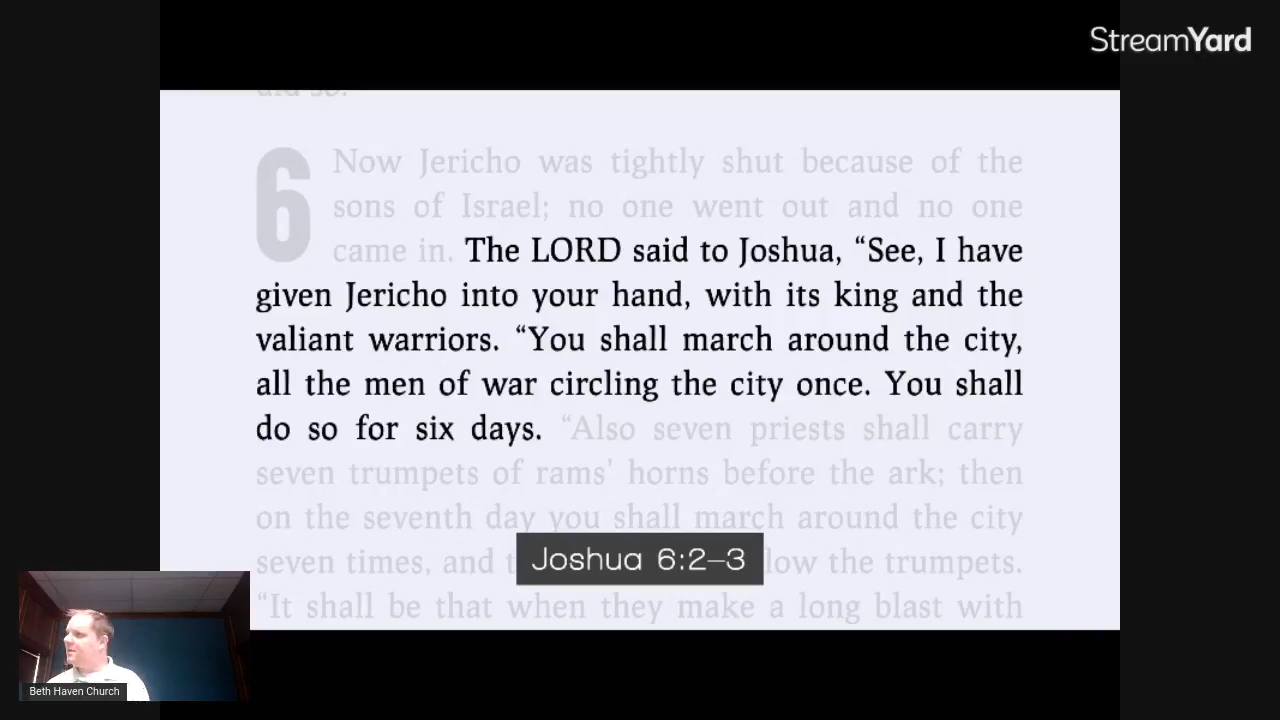 StreamYard
did so.
6 Now Jericho was tightly shut because of the
sons of Israel; no one went out and no one
came in. The LORD said to Joshua, “See, I have
given Jericho into your hand, with its king and the
valiant warriors. “You shall march around the city,
all the men of war circling the city once. You shall
do so for six days. “Also seven priests shall carry
seven trumpets of rams' horns before the ark; then
on the seventh day you shall march around the city
seven times, and the trumpets.
“It shall be that when they make a long blast with
Joshua 6:2–3
Beth Haven Church